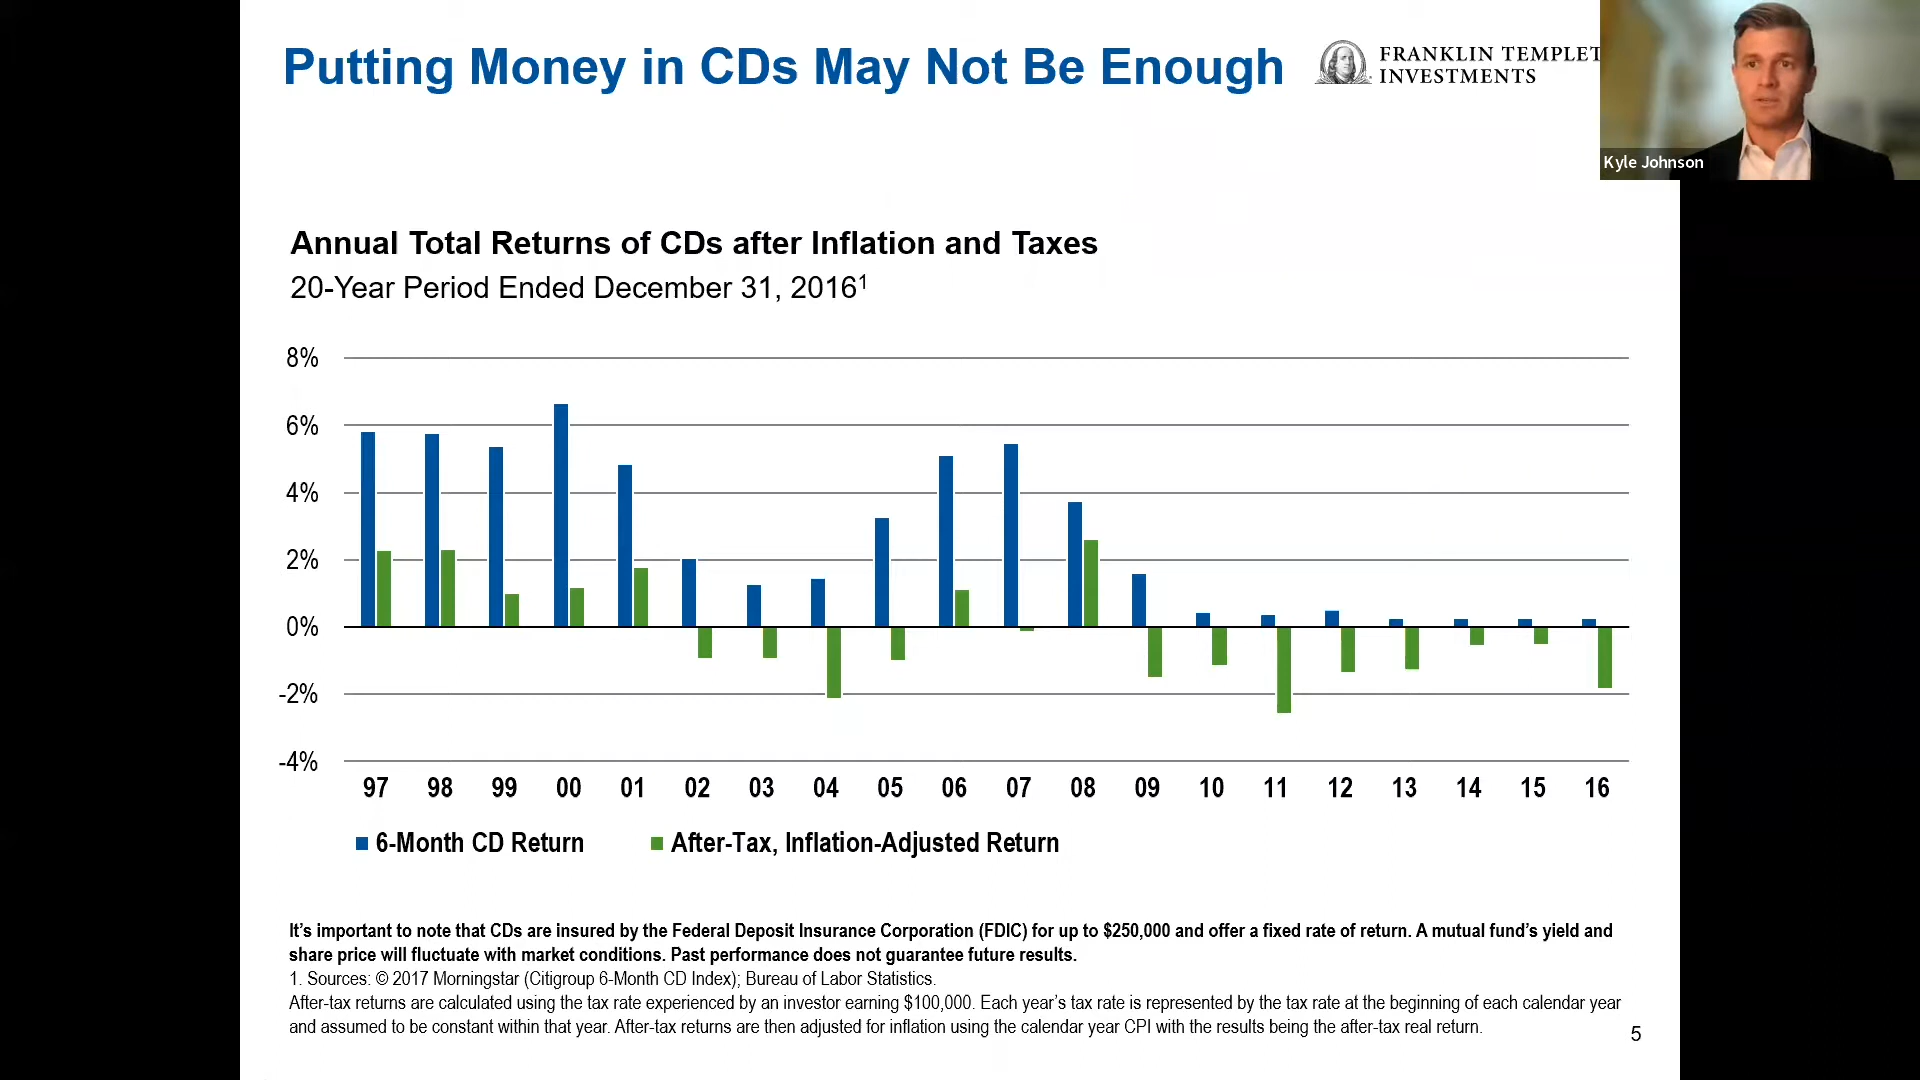 Putting Money in CDs May Not Be Enough
FRANKLIN TEMPLET
INVESTMENTS
Kyle Johnson
Annual Total Returns of CDs after Inflation and Taxes
20-Year Period Ended December 31, 2016¹
8%
6%
4%
2%
0%
-2%
-4%
97 98 99 00 01 02 03 04 05 06 07 08 09 10 11 12 13 14 15 16
6-Month CD Return After-Tax, Inflation-Adjusted Return
It’s important to note that CDs are insured by the Federal Deposit Insurance Corporation (FDIC) for up to $250,000 and offer a fixed rate of return. A mutual fund’s yield and
share price will fluctuate with market conditions. Past performance does not guarantee future results.
1. Sources: © 2017 Morningstar (Citigroup 6-Month CD Index); Bureau of Labor Statistics.
After-tax returns are calculated using the tax rate experienced by an investor earning $100,000. Each year’s tax rate is represented by the tax rate at the beginning of each calendar year
and assumed to be constant within that year. After-tax returns are then adjusted for inflation using the calendar year CPI with the results being the after-tax real return.
5